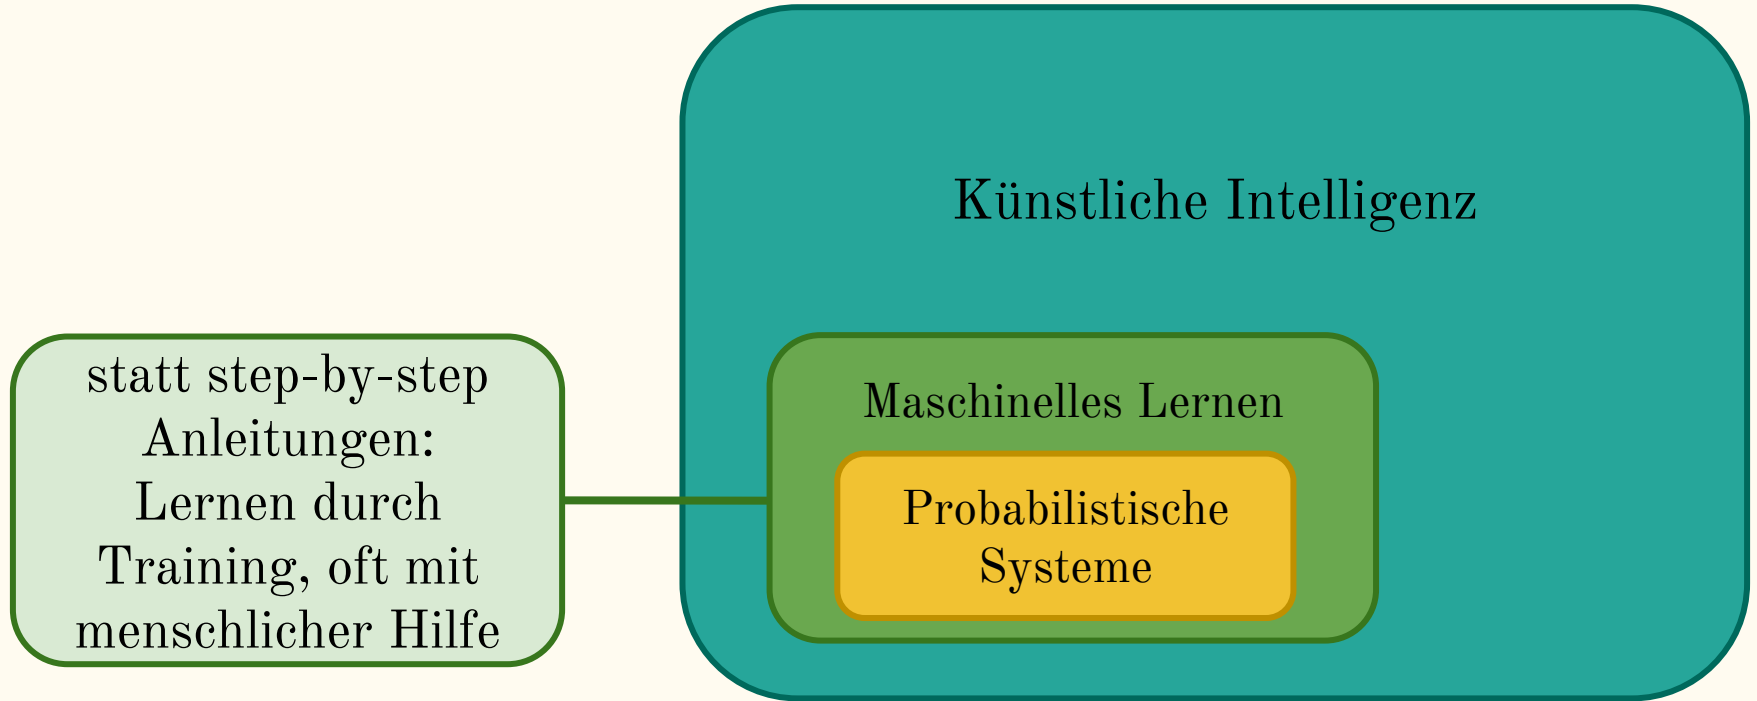 Künstliche Intelligenz
statt step-by-step
Anleitungen:
Lernen durch
Training, oft mit
menschlicher Hilfe
Maschinelles Lernen
Probabilistische
Systeme